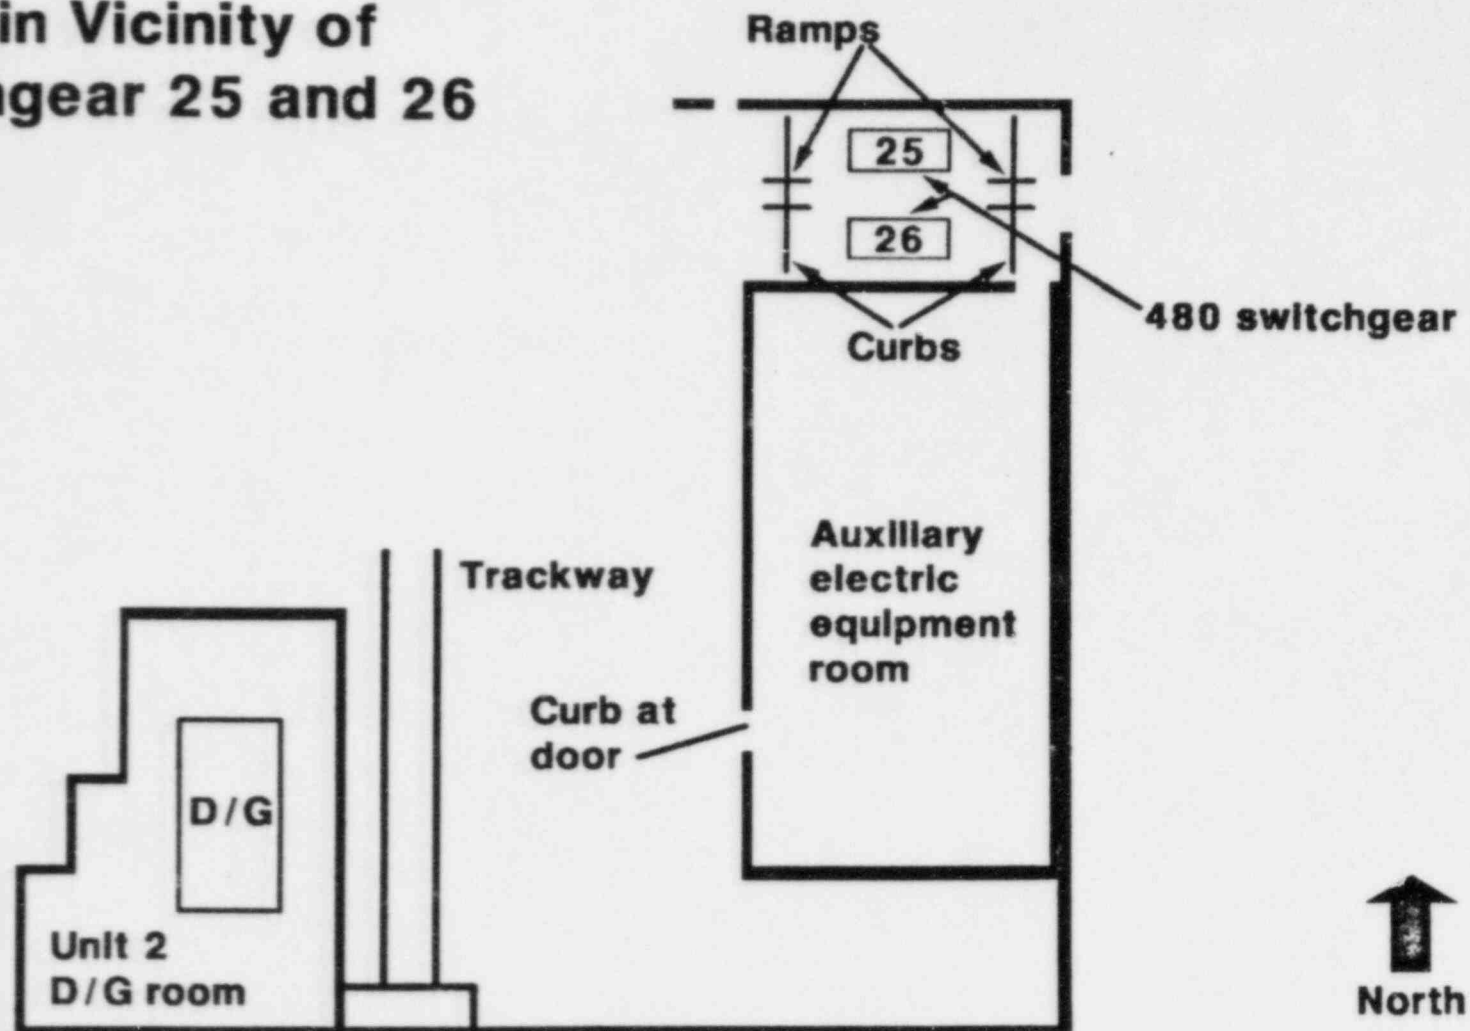 in Vicinity of
gear 25 and 26
Ramps
25
26
480 switchgear
Curbs
Auxiliary
electric
equipment
room
Trackway
Curb at
door
D/G
Unit 2
D/G room
North